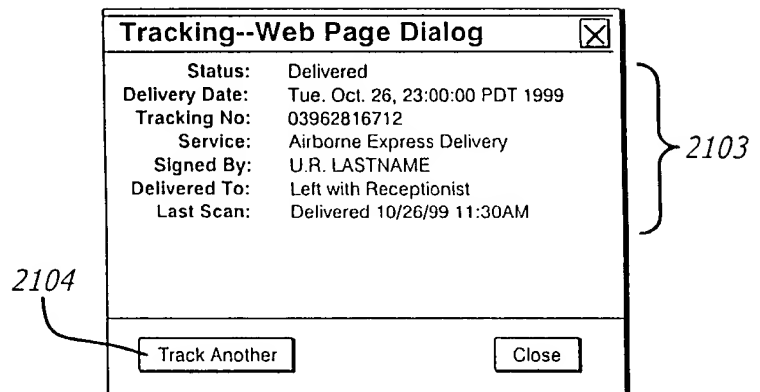 Tracking--Web Page Dialog
Status: Delivered
Delivery Date: Tue. Oct. 26, 23:00:00 PDT 1999
Tracking No: 03962816712
Service: Airborne Express Delivery
Signed By: U.R. LASTNAME
Delivered To: Left with Receptionist
Last Scan: Delivered 10/26/99 11:30AM
2103
2104
Track Another Close